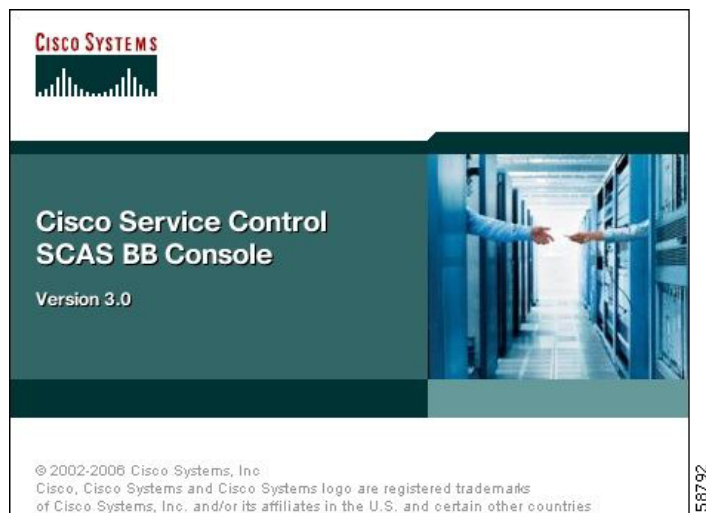 CISCO SYSTEMS
Cisco Service Control
SCAS BB Console
Version 3.0
© 2002-2006 Cisco Systems, Inc
Cisco, Cisco Systems and Cisco Systems logo are registered trademarks
of Cisco Systems, Inc. and/or its affiliates in the U.S. and certain other countries
58792